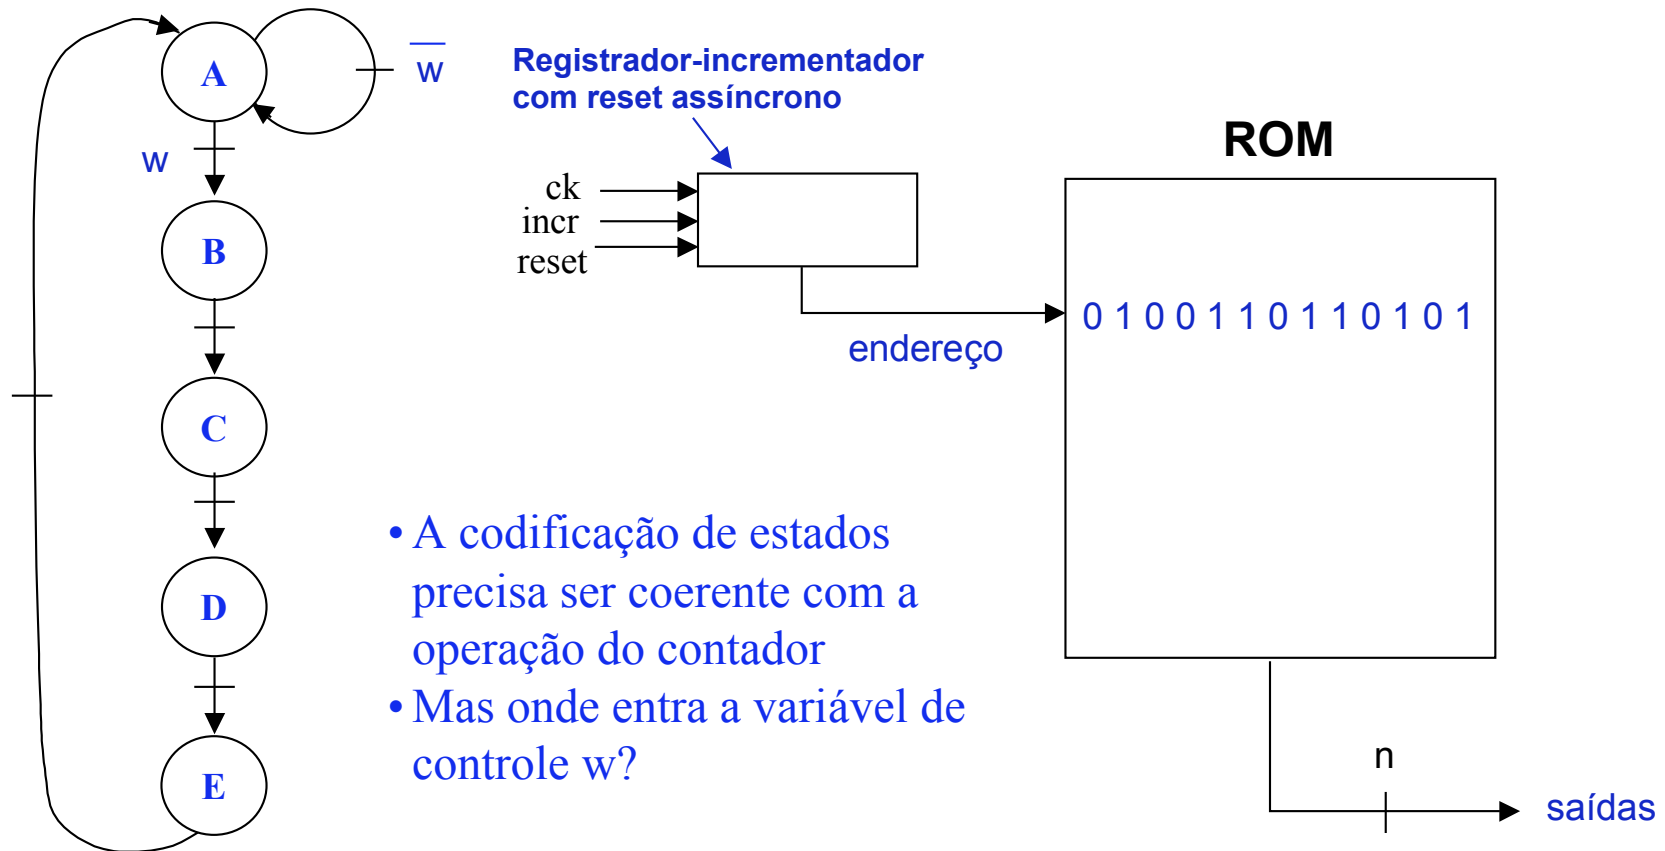 A
w̅
w
B
C
D
E
Registrador-incrementador
com reset assíncrono
ck
incr
reset
endereço
ROM
0 1 0 0 1 1 0 1 1 0 1 0 1
• A codificação de estados
precisa ser coerente com a
operação do contador
• Mas onde entra a variável de
controle w?
n
saídas